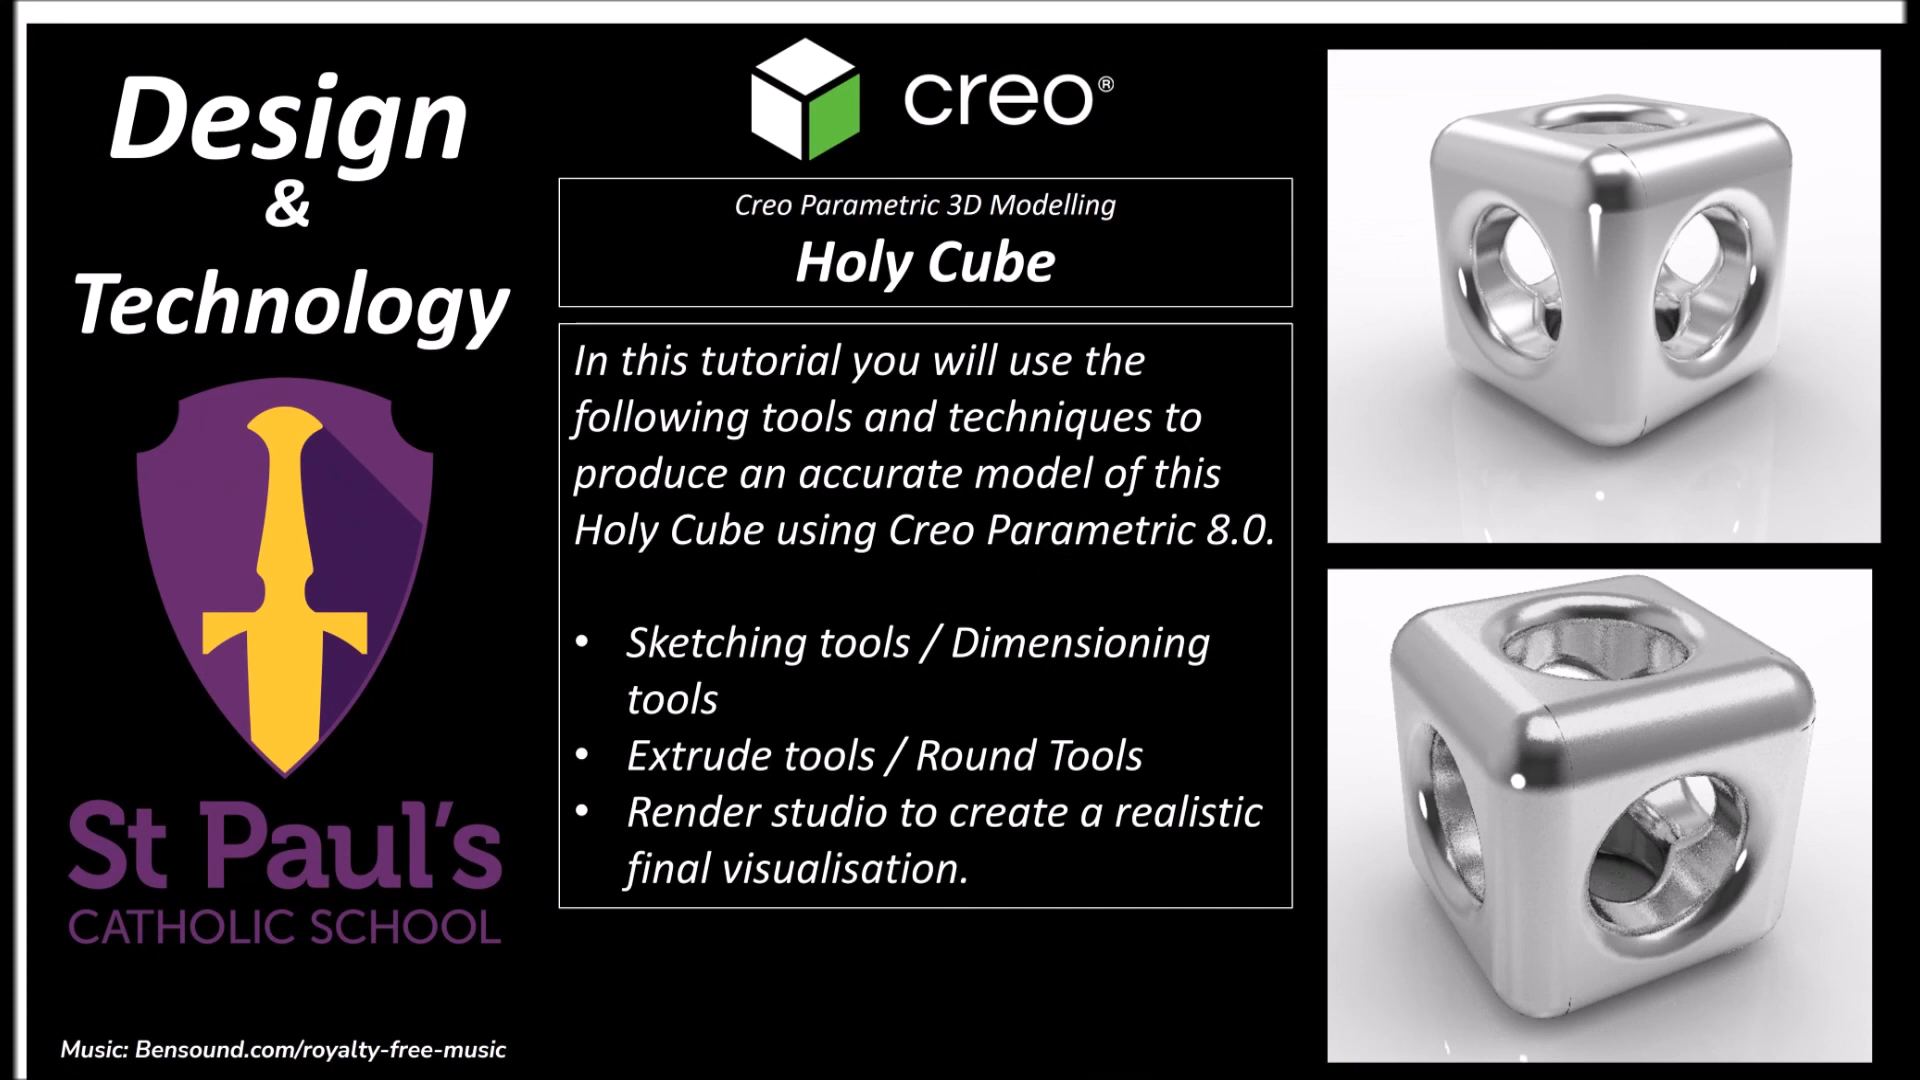 Design
&
Technology
St Paul's
CATHOLIC SCHOOL
Music: Bensound.com/royalty-free-music
creo®
Creo Parametric 3D Modelling
Holy Cube
In this tutorial you will use the
following tools and techniques to
produce an accurate model of this
Holy Cube using Creo Parametric 8.0.
• Sketching tools / Dimensioning
tools
• Extrude tools / Round Tools
• Render studio to create a realistic
final visualisation.